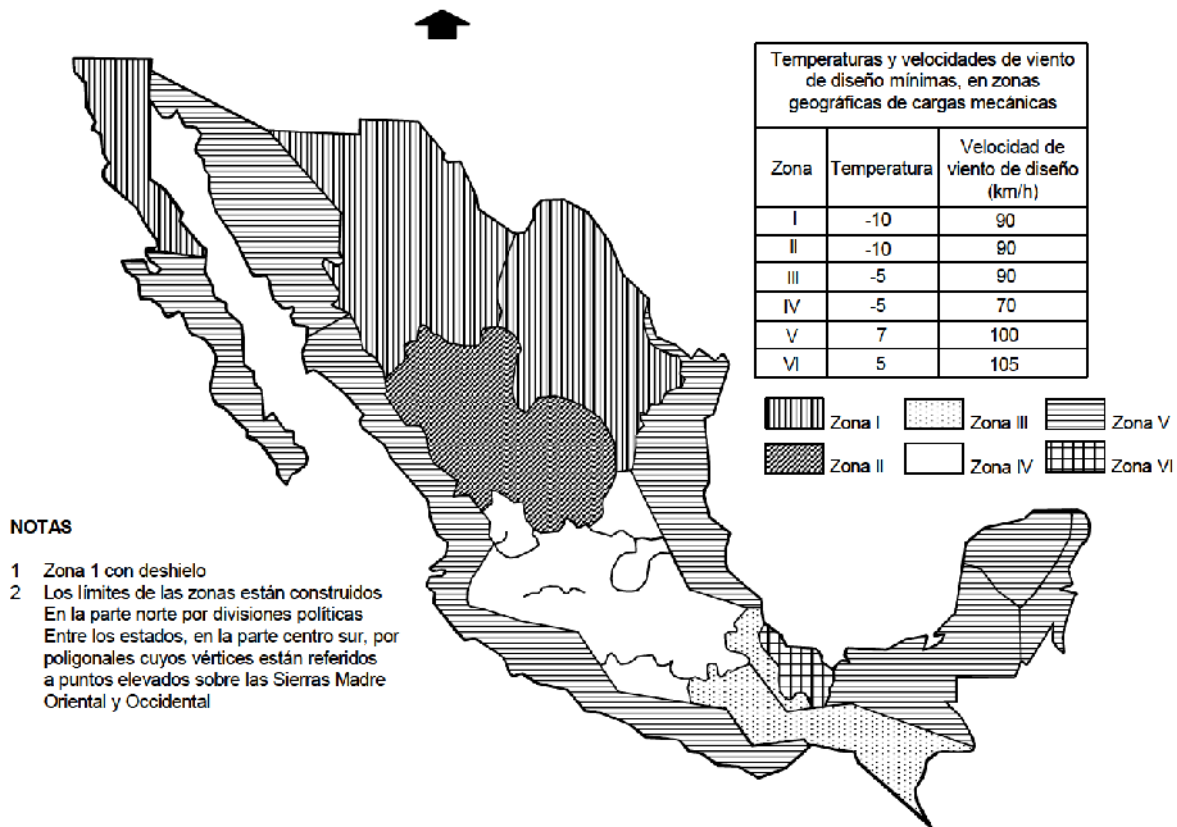 Temperaturas y velocidades de viento
de diseño mínimas, en zonas
geográficas de cargas mecánicas
Zona Temperatura Velocidad de
viento de diseño
(km/h)
I -10 90
II -10 90
III -5 90
IV -5 70
V 7 100
VI 5 105
Zona I Zona III Zona V
Zona II Zona IV Zona VI
NOTAS
1 Zona 1 con deshielo
2 Los límites de las zonas están construidos
En la parte norte por divisiones políticas
Entre los estados, en la parte centro sur, por
poligonales cuyos vértices están referidos
a puntos elevados sobre las Sierras Madre
Oriental y Occidental